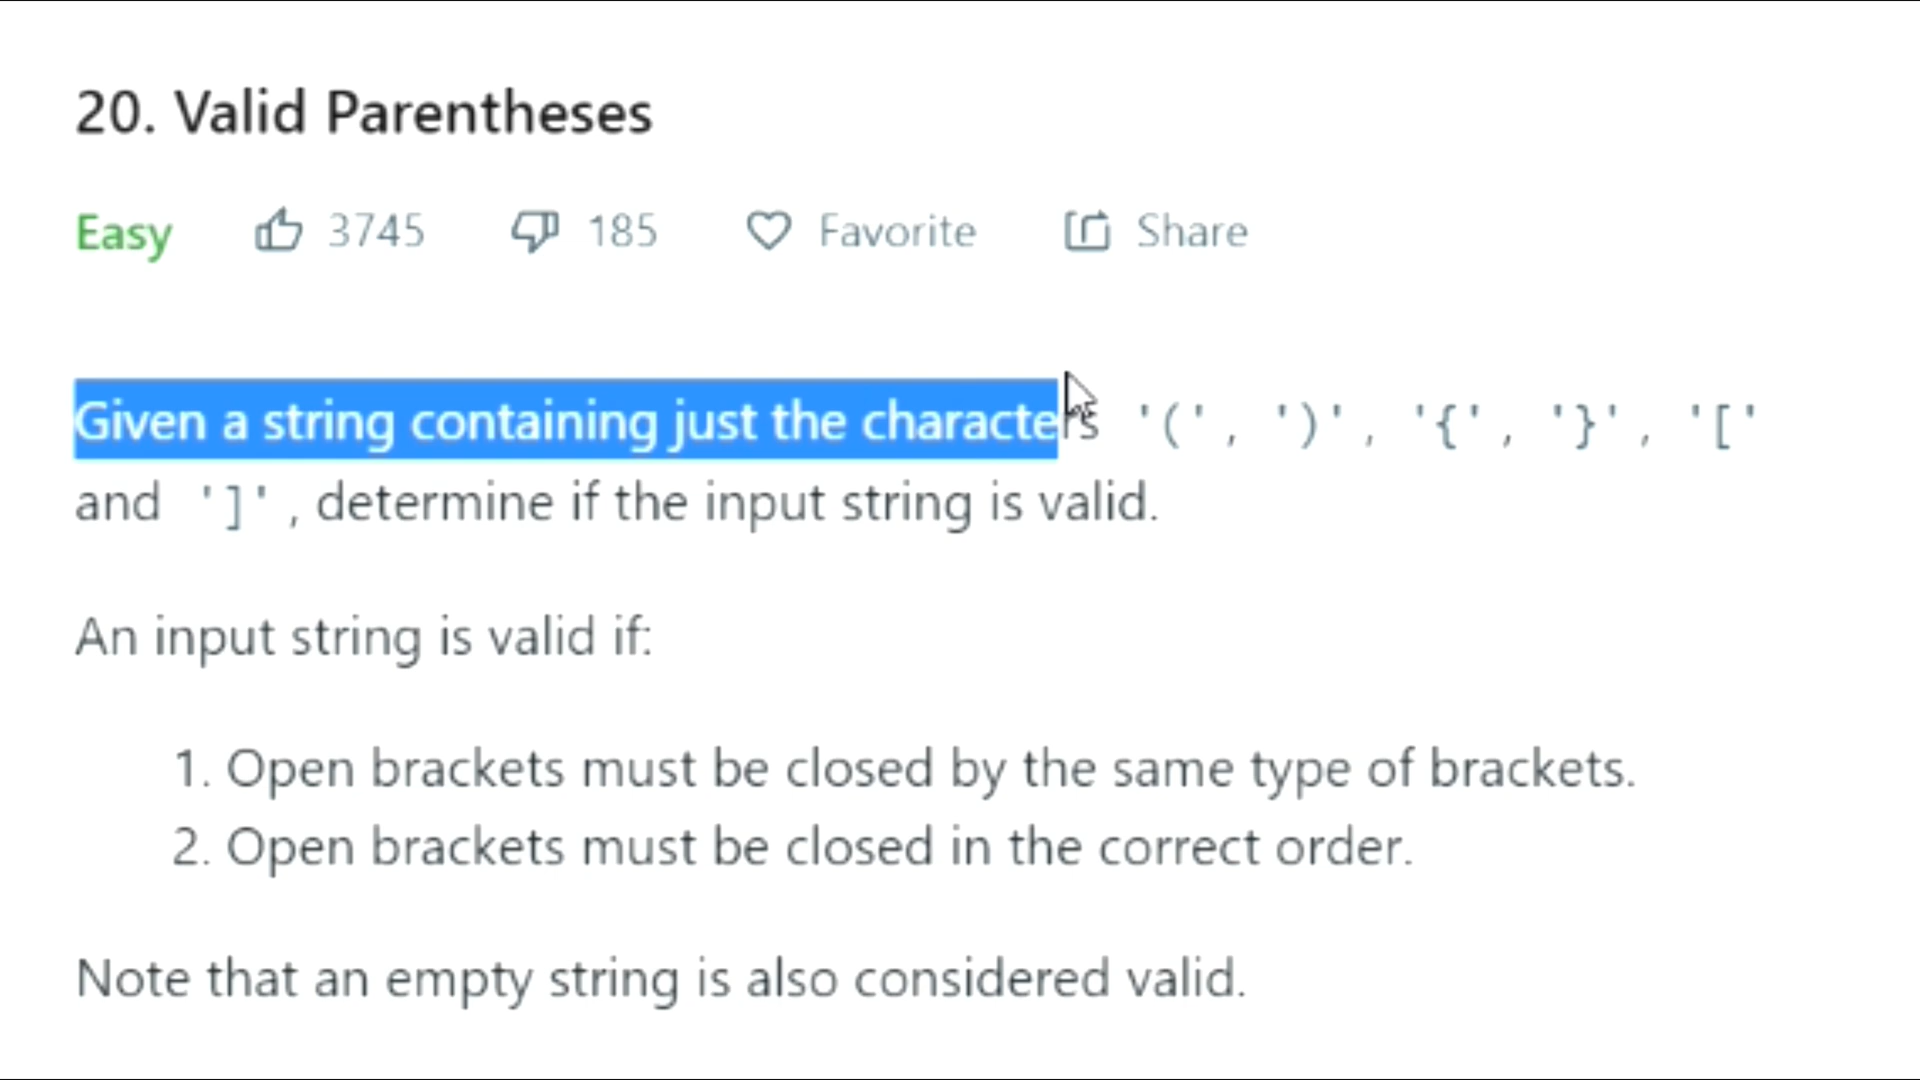 20. Valid Parentheses
Easy 3745 185 Favorite Share
Given a string containing just the characters '(', ')', '{', '}', '['
and ']', determine if the input string is valid.
An input string is valid if:
1. Open brackets must be closed by the same type of brackets.
2. Open brackets must be closed in the correct order.
Note that an empty string is also considered valid.